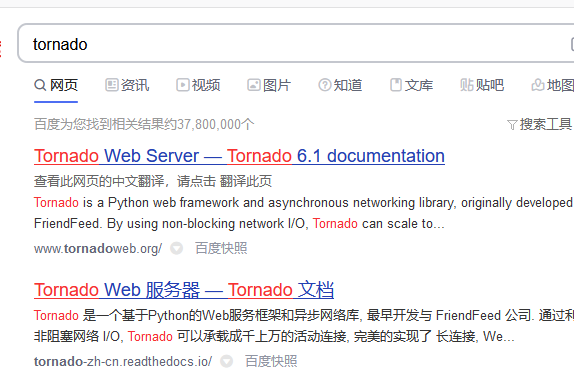 tornado
网页 资讯 视频 图片 知道 文库 贴吧 地图
百度为您找到相关结果约37,800,000个 搜索工具
Tornado Web Server — Tornado 6.1 documentation
查看此网页的中文翻译，请点击 翻译此页
Tornado is a Python web framework and asynchronous networking library, originally developed
FriendFeed. By using non-blocking network I/O, Tornado can scale to...
www.tornadoweb.org/ 百度快照
Tornado Web 服务器 — Tornado 文档
Tornado 是一个基于Python的Web服务框架和异步网络库, 最早开发与 FriendFeed 公司. 通过利
非阻塞网络 I/O, Tornado 可以承载成千上万的活动连接, 完美的实现了 长连接, We...
tornado-zh-cn.readthedocs.io/ 百度快照